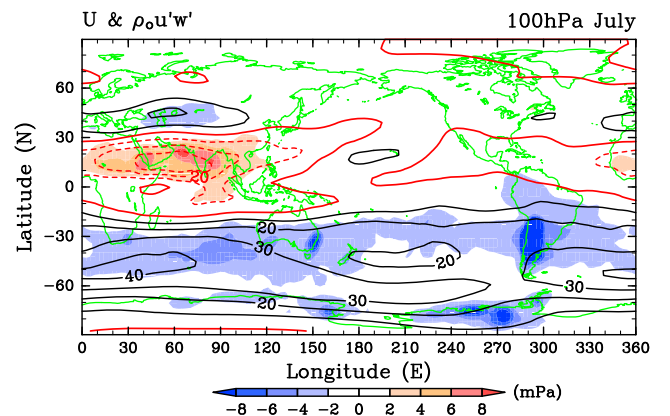 U & ρ₀u'w' 100hPa July
Latitude (N)
60
30
0
−30
−60
20
20
30
40
20
30
20
30
0 30 60 90 120 150 180 210 240 270 300 330 360
Longitude (E)
−8 −6 −4 −2 0 2 4 6 8 (mPa)